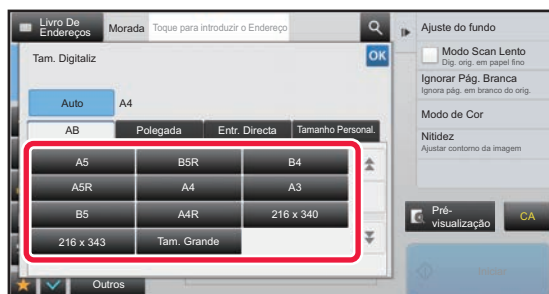 Livro De
Endereços
Morada
Toque para introduzir o Endereço
Tam. Digitaliz
OK
Auto
A4
AB
Polegada
Entr. Directa
Tamanho Personal.
A5
B5R
B4
A5R
A4
A3
B5
A4R
216 x 340
216 x 343
Tam. Grande
Outros
Ajuste do fundo
Modo Scan Lento
Dig. orig. em papel fino
Ignorar Pág. Branca
Ignora pág. em branco do orig.
Modo de Cor
Nitidez
Ajustar contorno da imagem
Pré-
visualização
CA